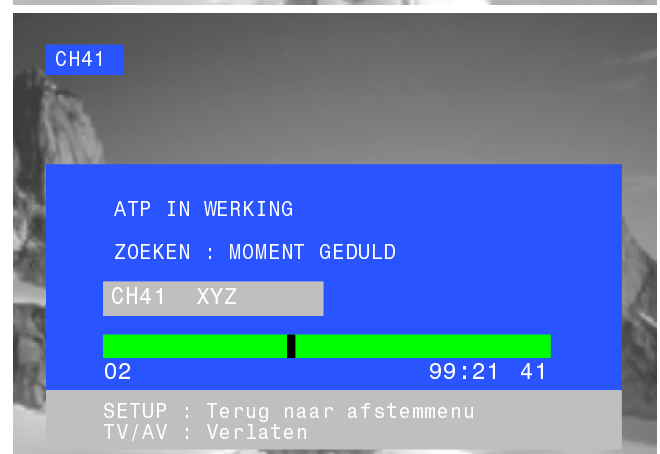 CH41
ATP IN WERKING
ZOEKEN : MOMENT GEDULD
CH41 XYZ
02 99:21 41
SETUP : Terug naar afstemmenu
TV/AV : Verlaten